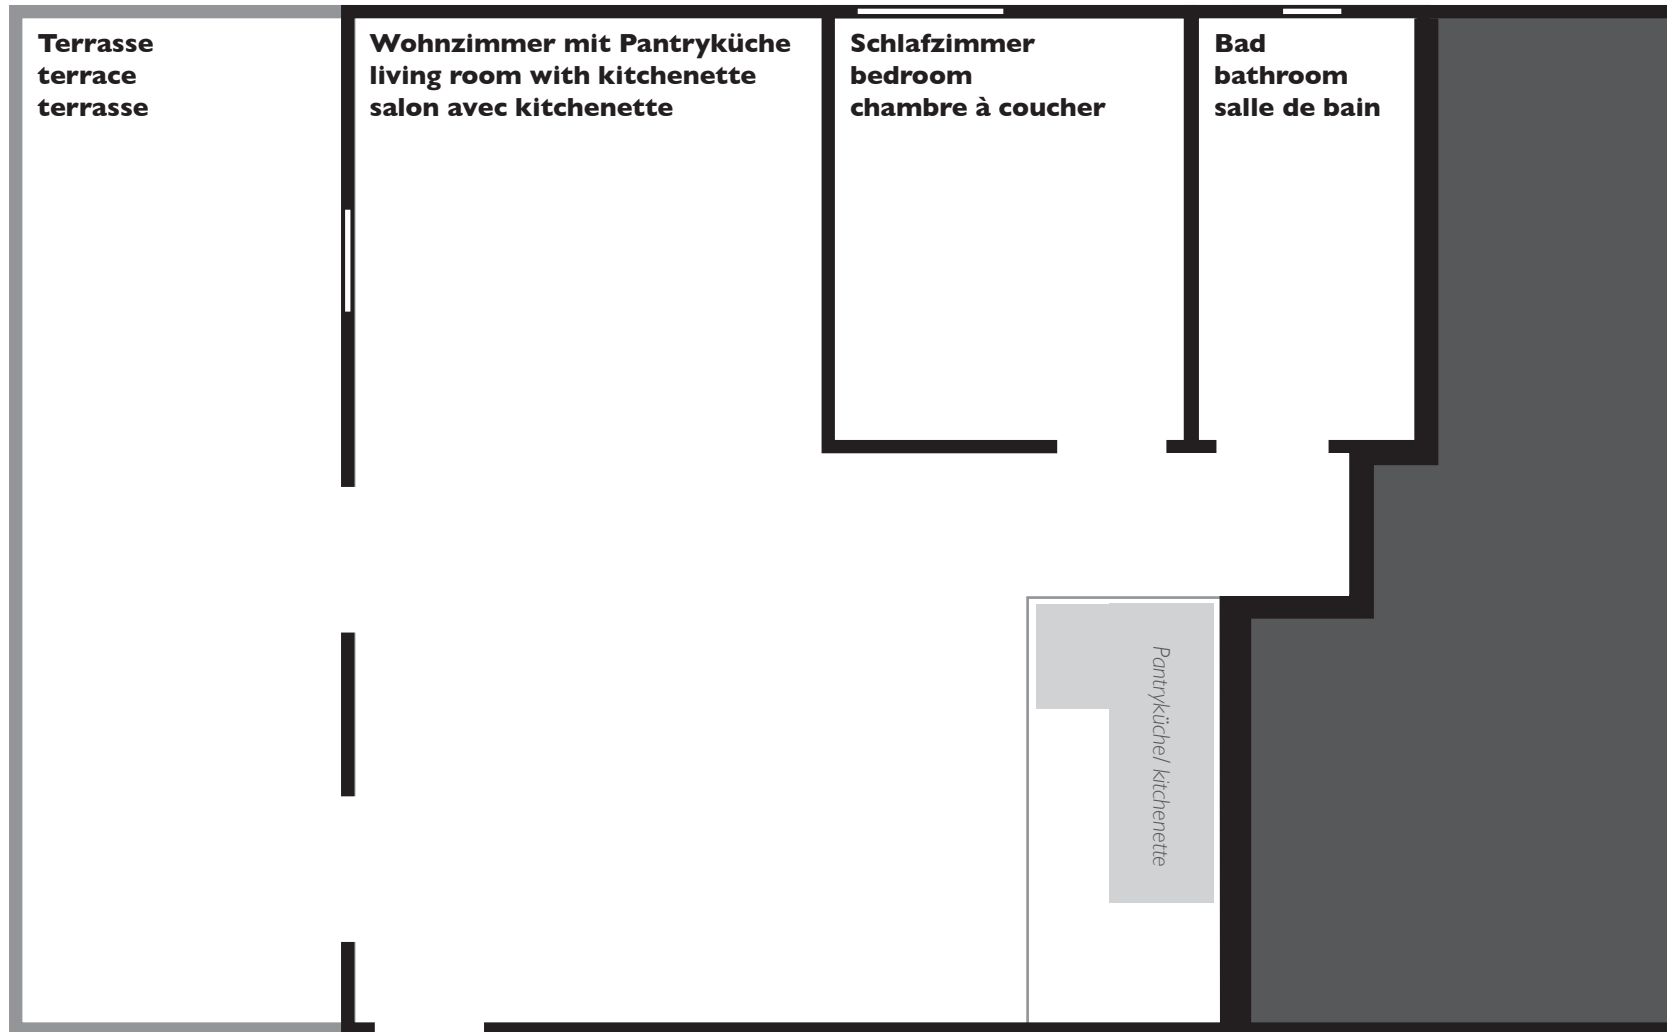 Terrasse
terrace
terrasse
Wohnzimmer mit Pantryküche
living room with kitchenette
salon avec kitchenette
Schlafzimmer
bedroom
chambre à coucher
Bad
bathroom
salle de bain
Pantryküche/ kitchenette